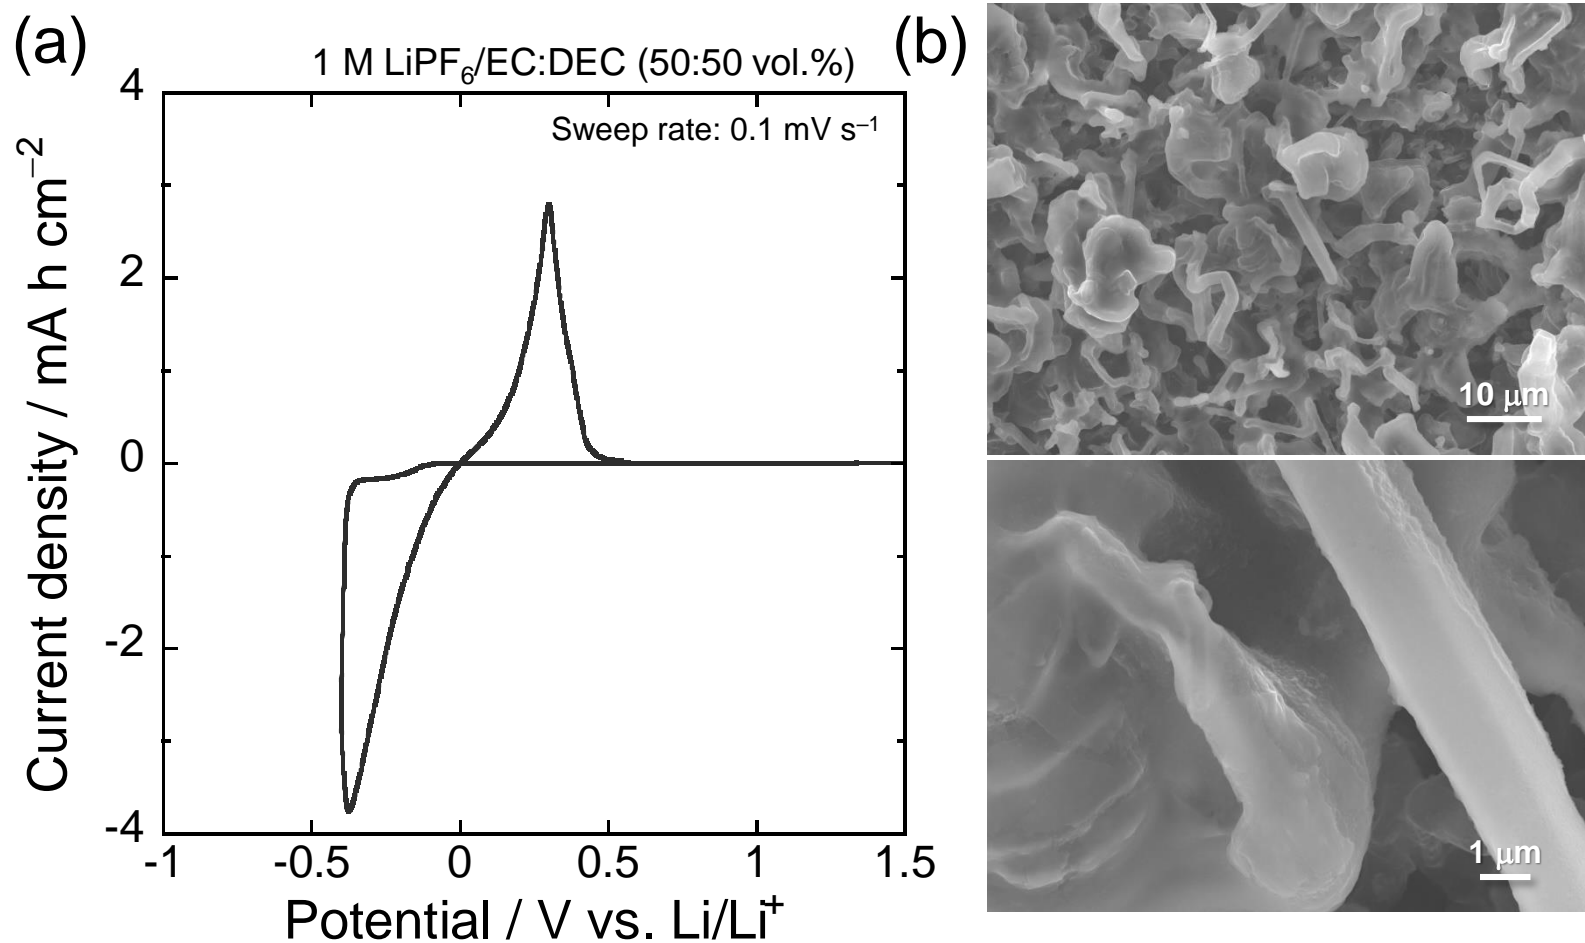 (a)
1 M LiPF₆/EC:DEC (50:50 vol.%)
Sweep rate: 0.1 mV s⁻¹
Current density / mA h cm⁻²
4
2
0
-2
-4
-1
-0.5
0
0.5
1
1.5
Potential / V vs. Li/Li⁺
(b)
10 μm
1 μm